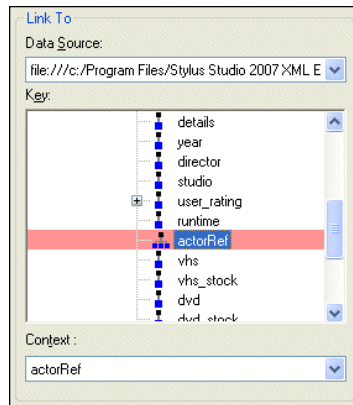 Link To
Data Source:
file:///c:/Program Files/Stylus Studio 2007 XML E
Key:
details
year
director
studio
user_rating
runtime
actorRef
vhs
vhs_stock
dvd
dvd_stock
Context :
actorRef